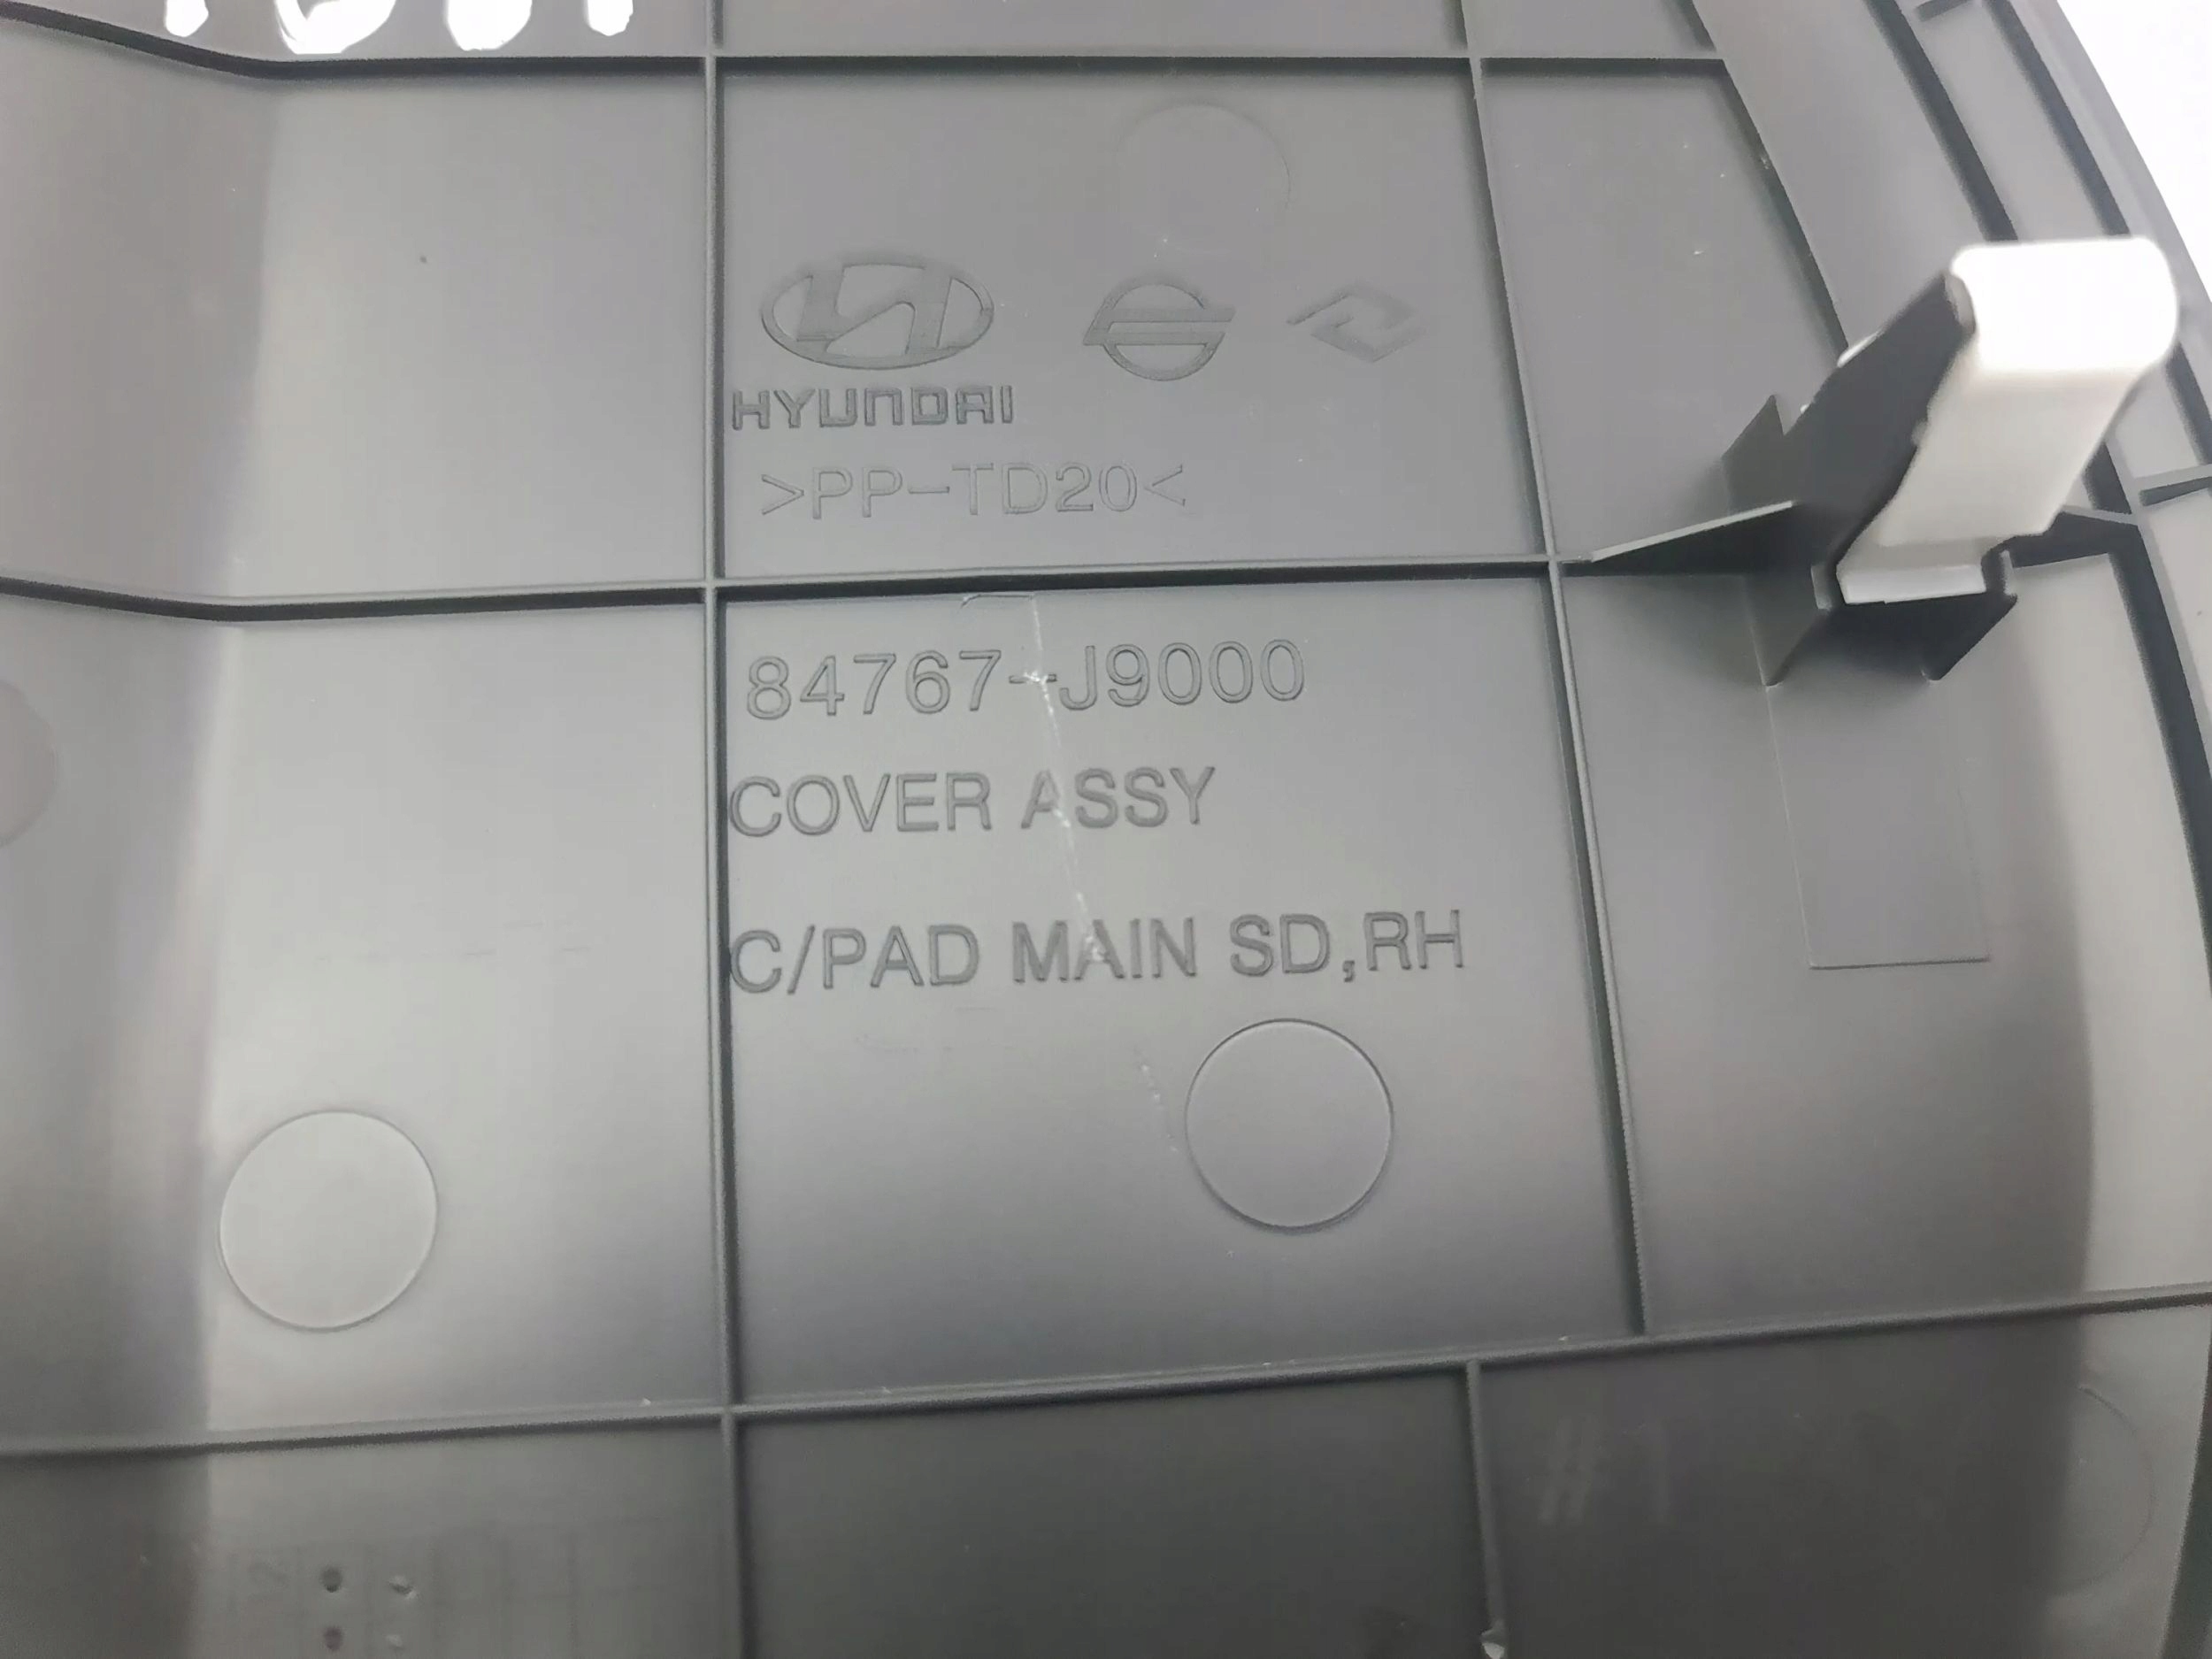 HYUNDAI
>PP-TD20<
84767-J9000
COVER ASSY
C/PAD MAIN SD,RH